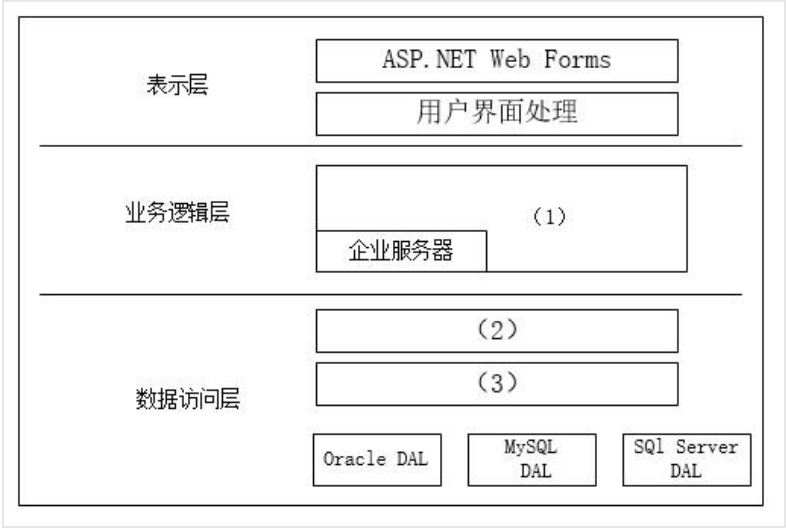 表示层
ASP.NET Web Forms
用户界面处理
业务逻辑层
(1)
企业服务器
数据访问层
(2)
(3)
Oracle DAL
MySQL
DAL
SQl Server
DAL